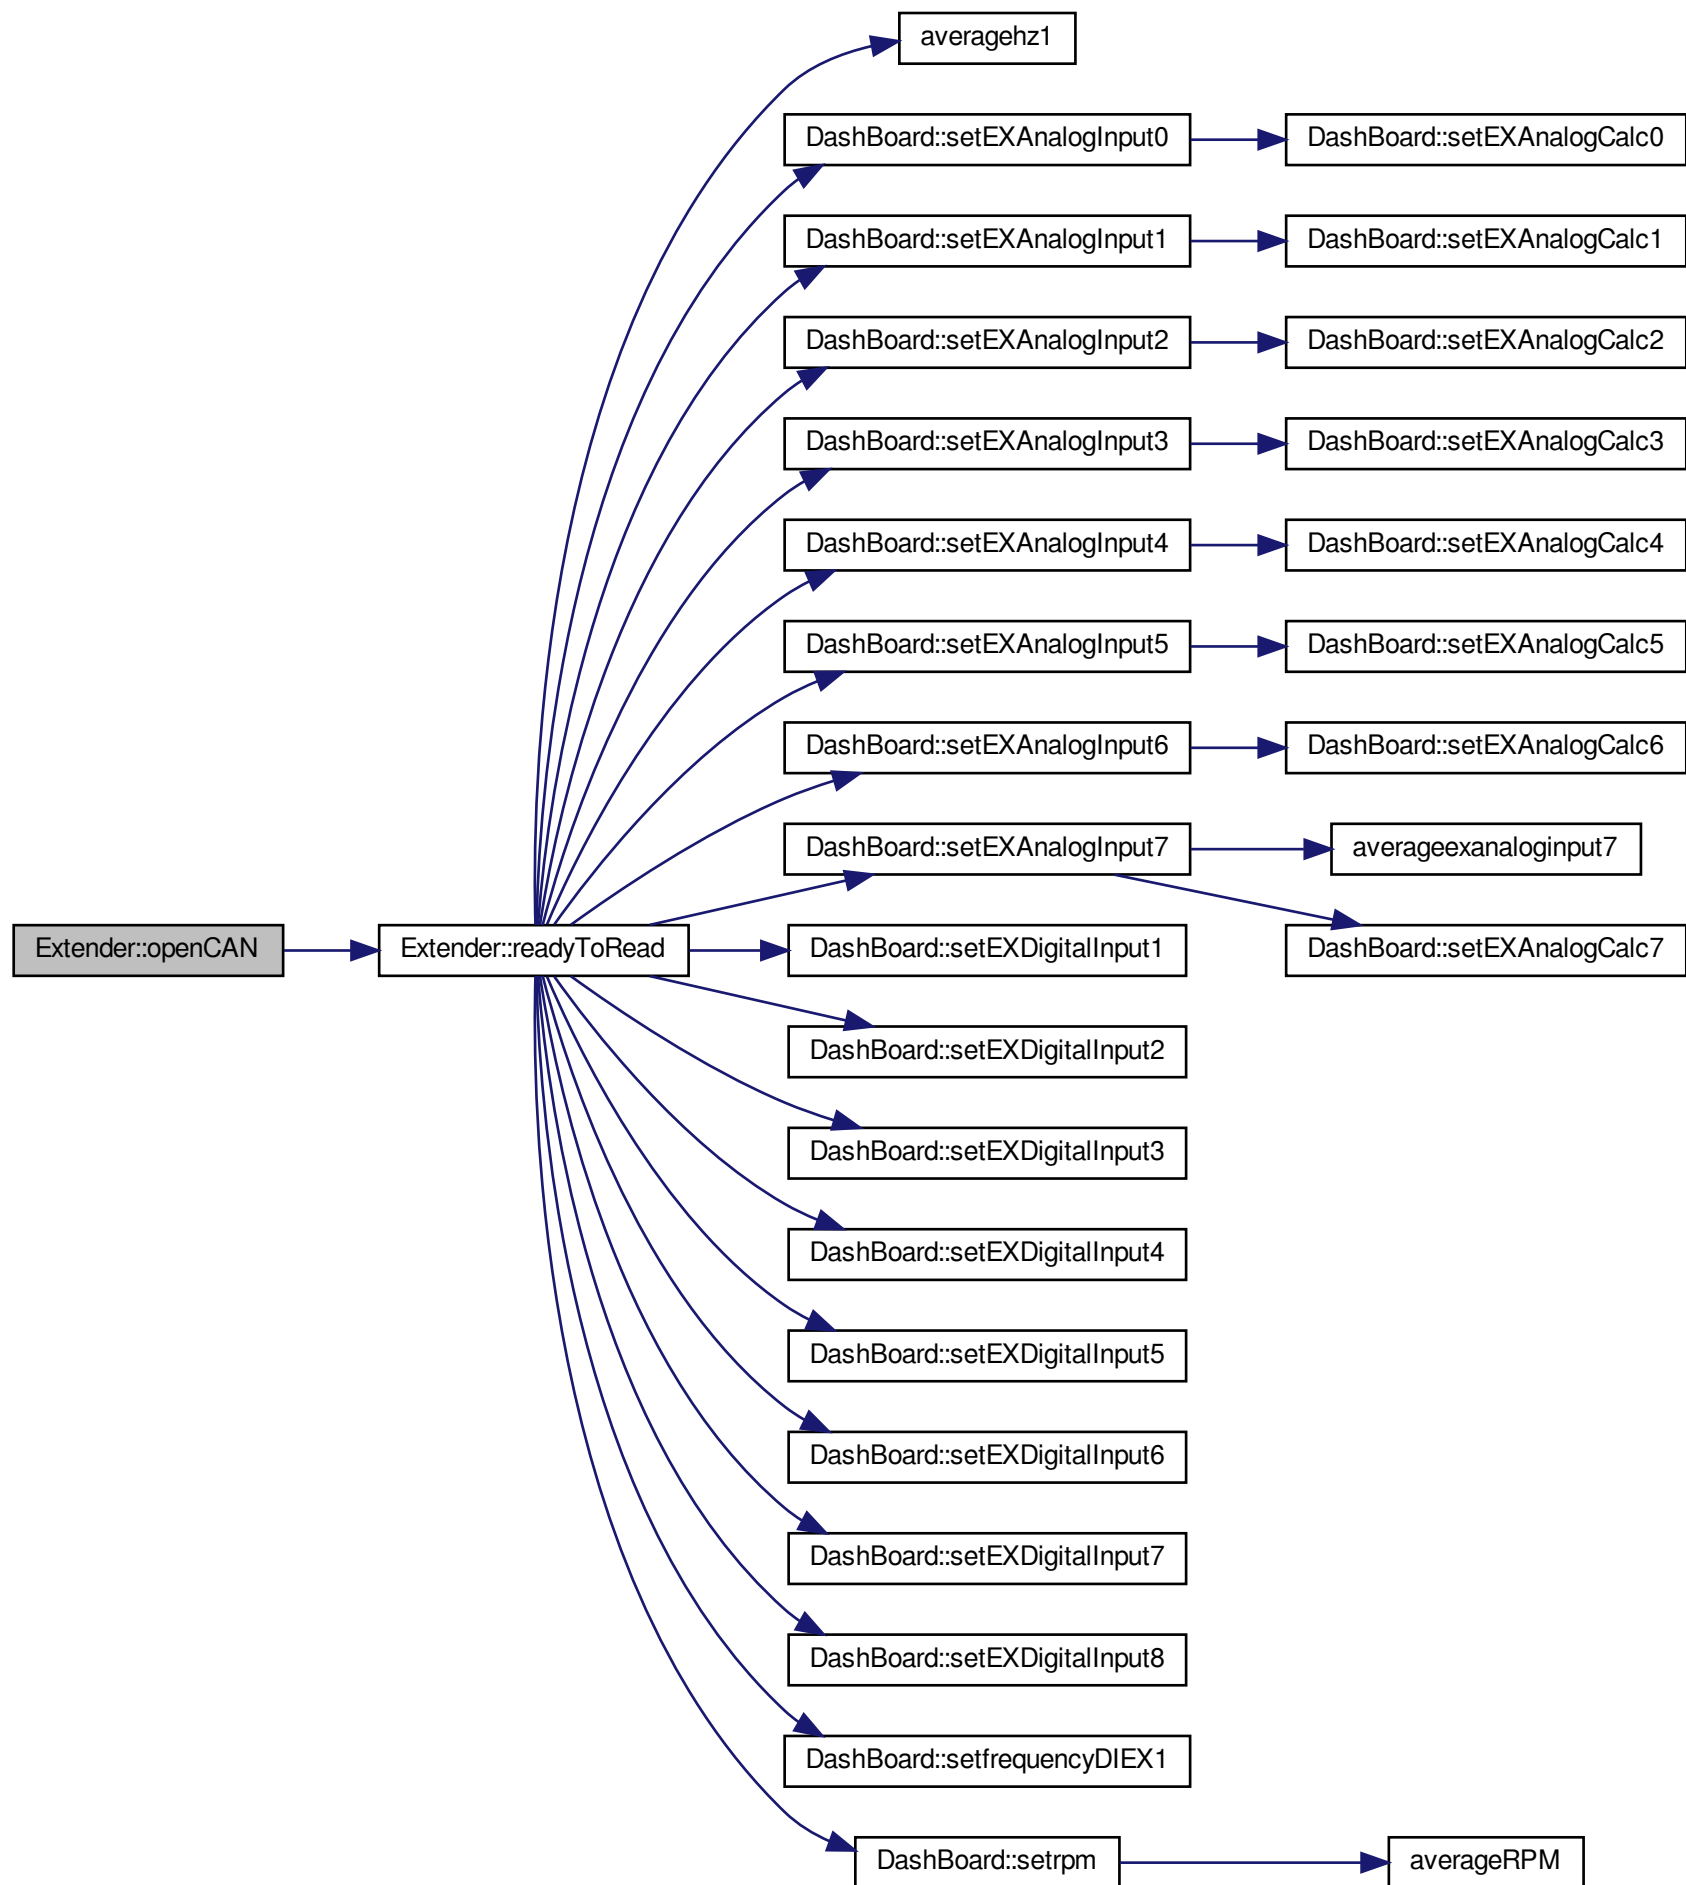 averagehz1
DashBoard::setEXAnalogInput0
DashBoard::setEXAnalogCalc0
DashBoard::setEXAnalogInput1
DashBoard::setEXAnalogCalc1
DashBoard::setEXAnalogInput2
DashBoard::setEXAnalogCalc2
DashBoard::setEXAnalogInput3
DashBoard::setEXAnalogCalc3
DashBoard::setEXAnalogInput4
DashBoard::setEXAnalogCalc4
DashBoard::setEXAnalogInput5
DashBoard::setEXAnalogCalc5
DashBoard::setEXAnalogInput6
DashBoard::setEXAnalogCalc6
DashBoard::setEXAnalogInput7
averageexanaloginput7
Extender::openCAN
Extender::readyToRead
DashBoard::setEXDigitalInput1
DashBoard::setEXAnalogCalc7
DashBoard::setEXDigitalInput2
DashBoard::setEXDigitalInput3
DashBoard::setEXDigitalInput4
DashBoard::setEXDigitalInput5
DashBoard::setEXDigitalInput6
DashBoard::setEXDigitalInput7
DashBoard::setEXDigitalInput8
DashBoard::setfrequencyDIEX1
DashBoard::setrpm
averageRPM